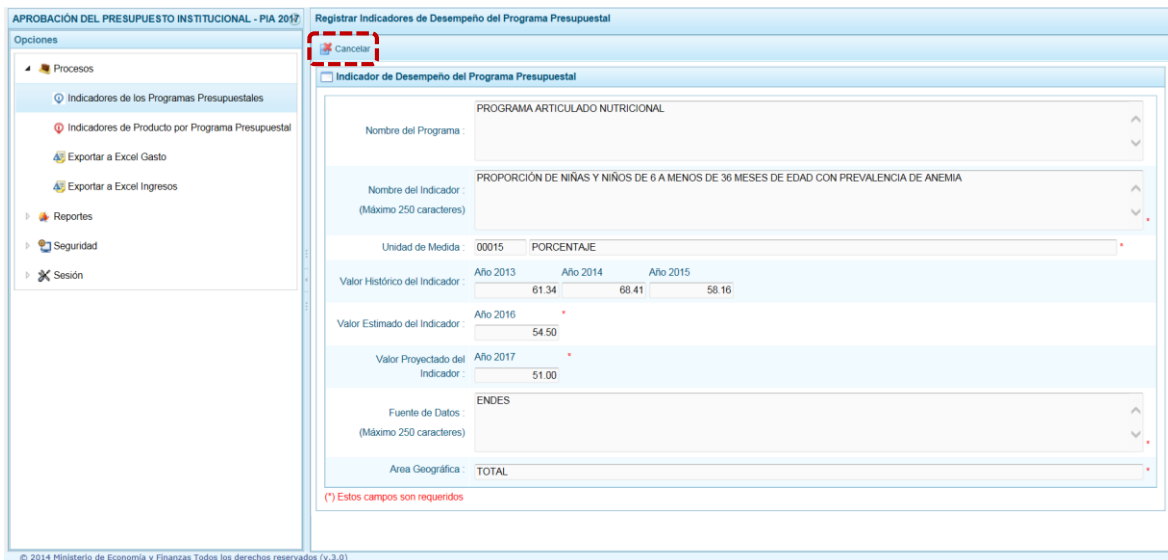 APROBACIÓN DEL PRESUPUESTO INSTITUCIONAL - PIA 2017
Opciones
Procesos
Indicadores de los Programas Presupuestales
Indicadores de Producto por Programa Presupuestal
Exportar a Excel Gasto
Exportar a Excel Ingresos
Reportes
Seguridad
Sesión
Registrar Indicadores de Desempeño del Programa Presupuestal
Cancelar
Indicador de Desempeño del Programa Presupuestal
Nombre del Programa :
PROGRAMA ARTICULADO NUTRICIONAL
Nombre del Indicador :
(Máximo 250 caracteres)
PROPORCIÓN DE NIÑAS Y NIÑOS DE 6 A MENOS DE 36 MESES DE EDAD CON PREVALENCIA DE ANEMIA
*
Unidad de Medida : 00015 PORCENTAJE *
Valor Histórico del Indicador :
Año 2013 Año 2014 Año 2015
61.34 68.41 58.16
Valor Estimado del Indicador :
Año 2016 *
54.50
Valor Proyectado del
Indicador :
Año 2017 *
51.00
Fuente de Datos :
(Máximo 250 caracteres)
ENDES
*
Area Geográfica : TOTAL *
(*) Estos campos son requeridos
© 2014 Ministerio de Economía y Finanzas Todos los derechos reservados (v.3.0)